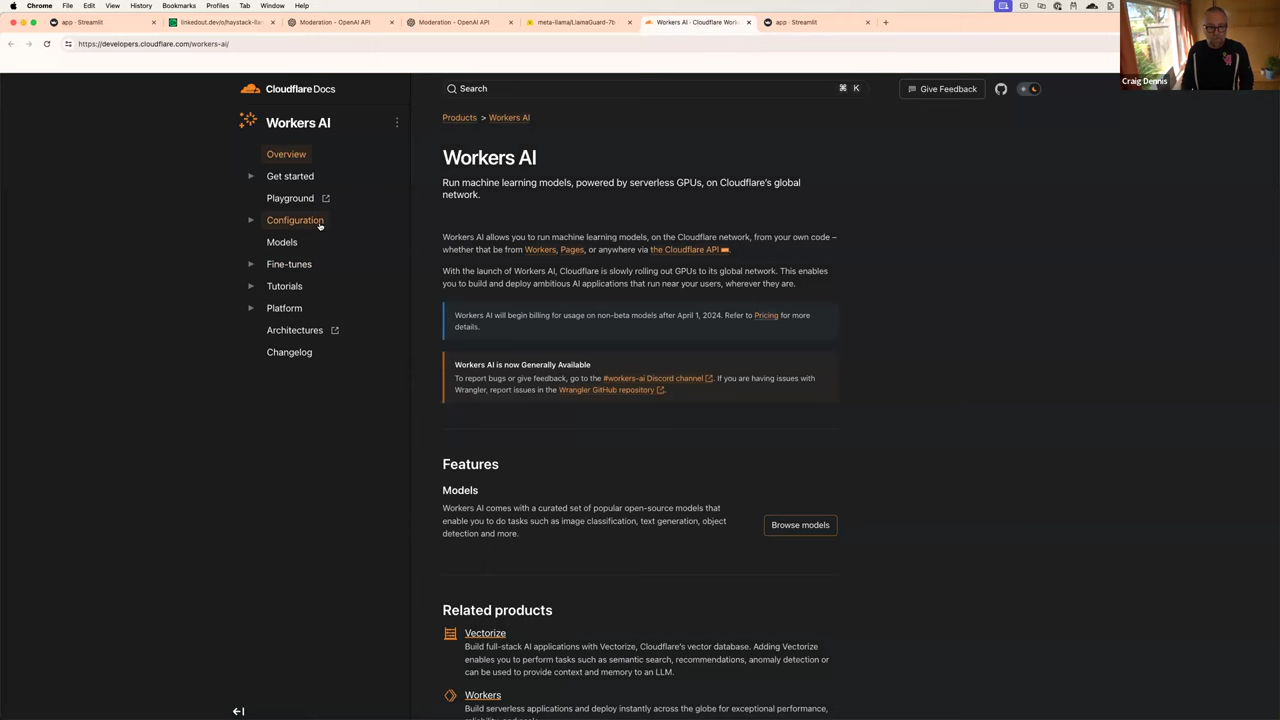 Chrome File Edit View History Bookmarks Profiles Tab Window Help
app · Streamlit
linkedout.dev/o/haystack-lla
Moderation - OpenAI API
Moderation - OpenAI API
meta-llama/LlamaGuard-7b
Workers AI · Cloudflare Work
app · Streamlit
https://developers.cloudflare.com/workers-ai/
Craig Dennis
Cloudflare Docs
Search
⌘ K
Give Feedback
Workers AI
Overview
Get started
Playground
Configuration
Models
Fine-tunes
Tutorials
Platform
Architectures
Changelog
Products > Workers AI
Workers AI
Run machine learning models, powered by serverless GPUs, on Cloudflare's global
network.
Workers AI allows you to run machine learning models, on the Cloudflare network, from your own code –
whether that be from Workers, Pages, or anywhere via the Cloudflare API.
With the launch of Workers AI, Cloudflare is slowly rolling out GPUs to its global network. This enables
you to build and deploy ambitious AI applications that run near your users, wherever they are.
Workers AI will begin billing for usage on non-beta models after April 1, 2024. Refer to Pricing for more
details.
Workers AI is now Generally Available
To report bugs or give feedback, go to the #workers-ai Discord channel. If you are having issues with
Wrangler, report issues in the Wrangler GitHub repository.
Features
Models
Workers AI comes with a curated set of popular open-source models that
enable you to do tasks such as image classification, text generation, object
detection and more.
Browse models
Related products
Vectorize
Build full-stack AI applications with Vectorize, Cloudflare's vector database. Adding Vectorize
enables you to perform tasks such as semantic search, recommendations, anomaly detection or
can be used to provide context and memory to an LLM.
Workers
Build serverless applications and deploy instantly across the globe for exceptional performance,